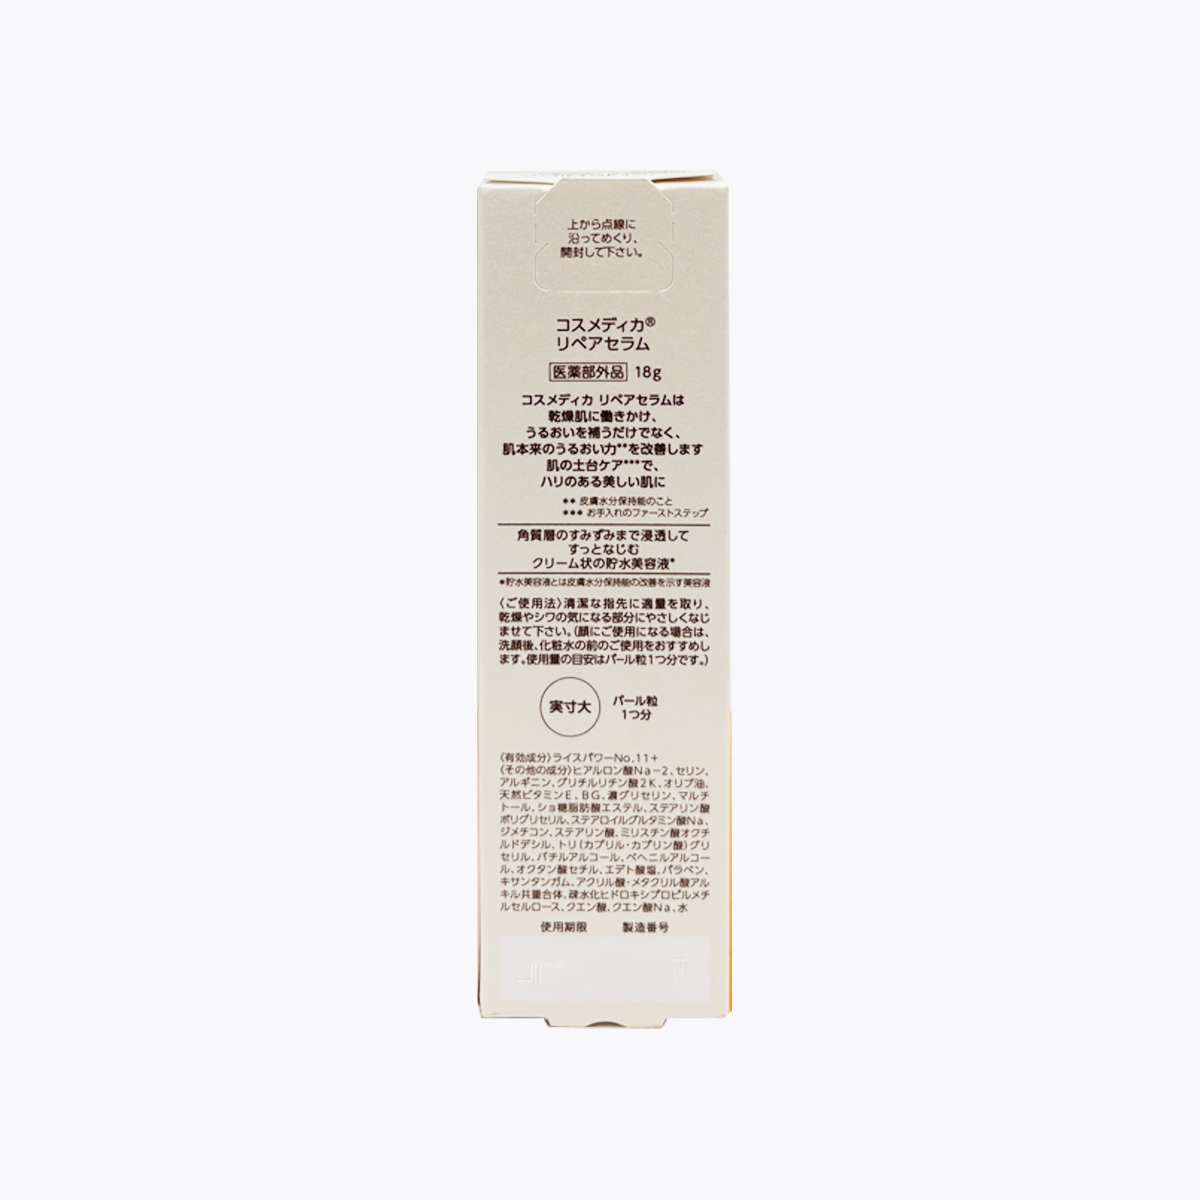 上から点線に
沿ってめくり、
開封して下さい。
コスメディカ®
リペアセラム
医薬部外品 18g
コスメディカ リペアセラムは
乾燥肌に働きかけ、
うるおいを補うだけでなく、
肌本来のうるおい力**を改善します
肌の土台ケア***で、
ハリのある美しい肌に
** 皮膚水分保持能のこと
*** お手入れのファーストステップ
角質層のすみずみまで浸透して
すっとなじむ
クリーム状の貯水美容液*
*貯水美容液とは皮膚水分保持能の改善を示す美容液
〈ご使用法〉清潔な指先に適量を取り、
乾燥やシワの気になる部分にやさしくなじ
ませて下さい。(顔にご使用になる場合は、
洗顔後、化粧水の前のご使用をおすすめし
ます。使用量の目安はパール粒1つ分です。)
実寸大
パール粒
1つ分
〈有効成分〉ライスパワーNo.11+
〈その他の成分〉ヒアルロン酸Na-2、セリン、
アルギニン、グリチルリチン酸2K、オリブ油、
天然ビタミンE、BG、濃グリセリン、マルチ
トール、ショ糖脂肪酸エステル、ステアリン酸
ポリグリセリル、ステアロイルグルタミン酸Na、
ジメチコン、ステアリン酸、ミリスチン酸オクチ
ルドデシル、トリ(カプリル・カプリン酸)グリ
セリル、バチルアルコール、ベヘニルアルコー
ル、オクタン酸セチル、エデト酸塩、パラベン、
キサンタンガム、アクリル酸・メタクリル酸アル
キル共重合体、疎水化ヒドロキシプロピルメチ
ルセルロース、クエン酸、クエン酸Na、水
使用期限 製造番号